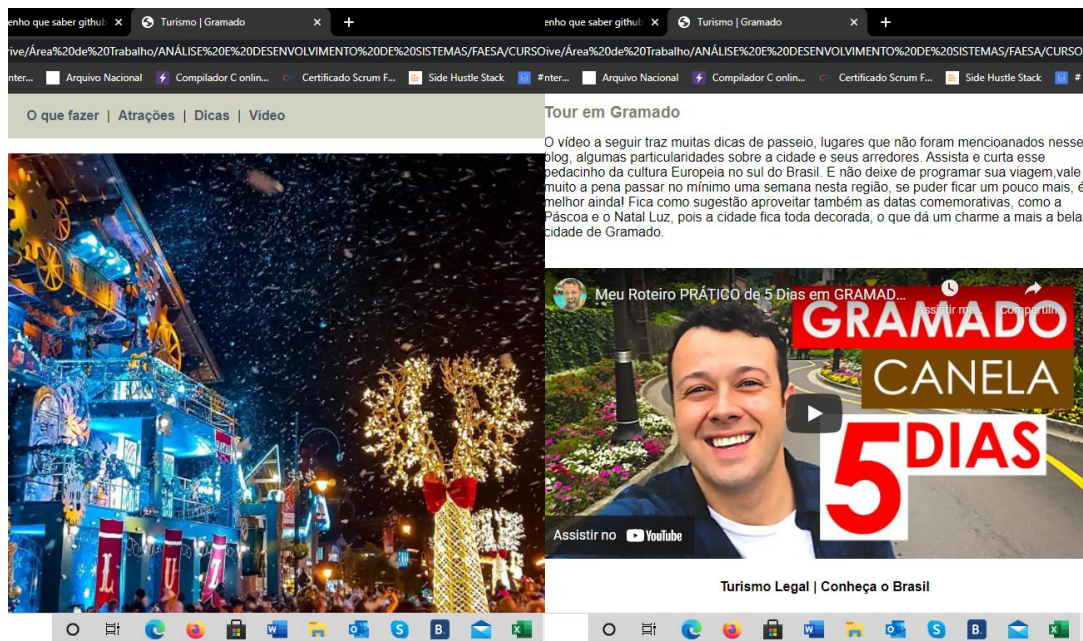 enho que saber github
Turismo | Gramado
rive/Área%20de%20Trabalho/ANÁLISE%20E%20DESENVOLVIMENTO%20DE%20SISTEMAS/FAESA/CURSO
nter...
Arquivo Nacional
Compilador C onlin...
Certificado Scrum F...
Side Hustle Stack
#
O que fazer | Atrações | Dicas | Video
L U
enho que saber github
Turismo | Gramado
ive/Área%20de%20Trabalho/ANÁLISE%20E%20DESENVOLVIMENTO%20DE%20SISTEMAS/FAESA/CURSO
nter...
Arquivo Nacional
Compilador C onlin...
Certificado Scrum F...
Side Hustle Stack
#
Tour em Gramado
O vídeo a seguir traz muitas dicas de passeio, lugares que não foram mencioanados nesse
blog, algumas particularidades sobre a cidade e seus arredores. Assista e curta esse
pedacinho da cultura Europeia no sul do Brasil. E não deixe de programar sua viagem,vale
muito a pena passar no mínimo uma semana nesta região, se puder ficar um pouco mais, é
melhor ainda! Fica como sugestão aproveitar também as datas comemorativas, como a
Páscoa e o Natal Luz, pois a cidade fica toda decorada, o que dá um charme a mais a bela
cidade de Gramado.
Meu Roteiro PRÁTICO de 5 Dias em GRAMAD...
Assistir ma...
Compartilh...
GRAMADO
CANELA
5 DIAS
Assistir no YouTube
Turismo Legal | Conheça o Brasil